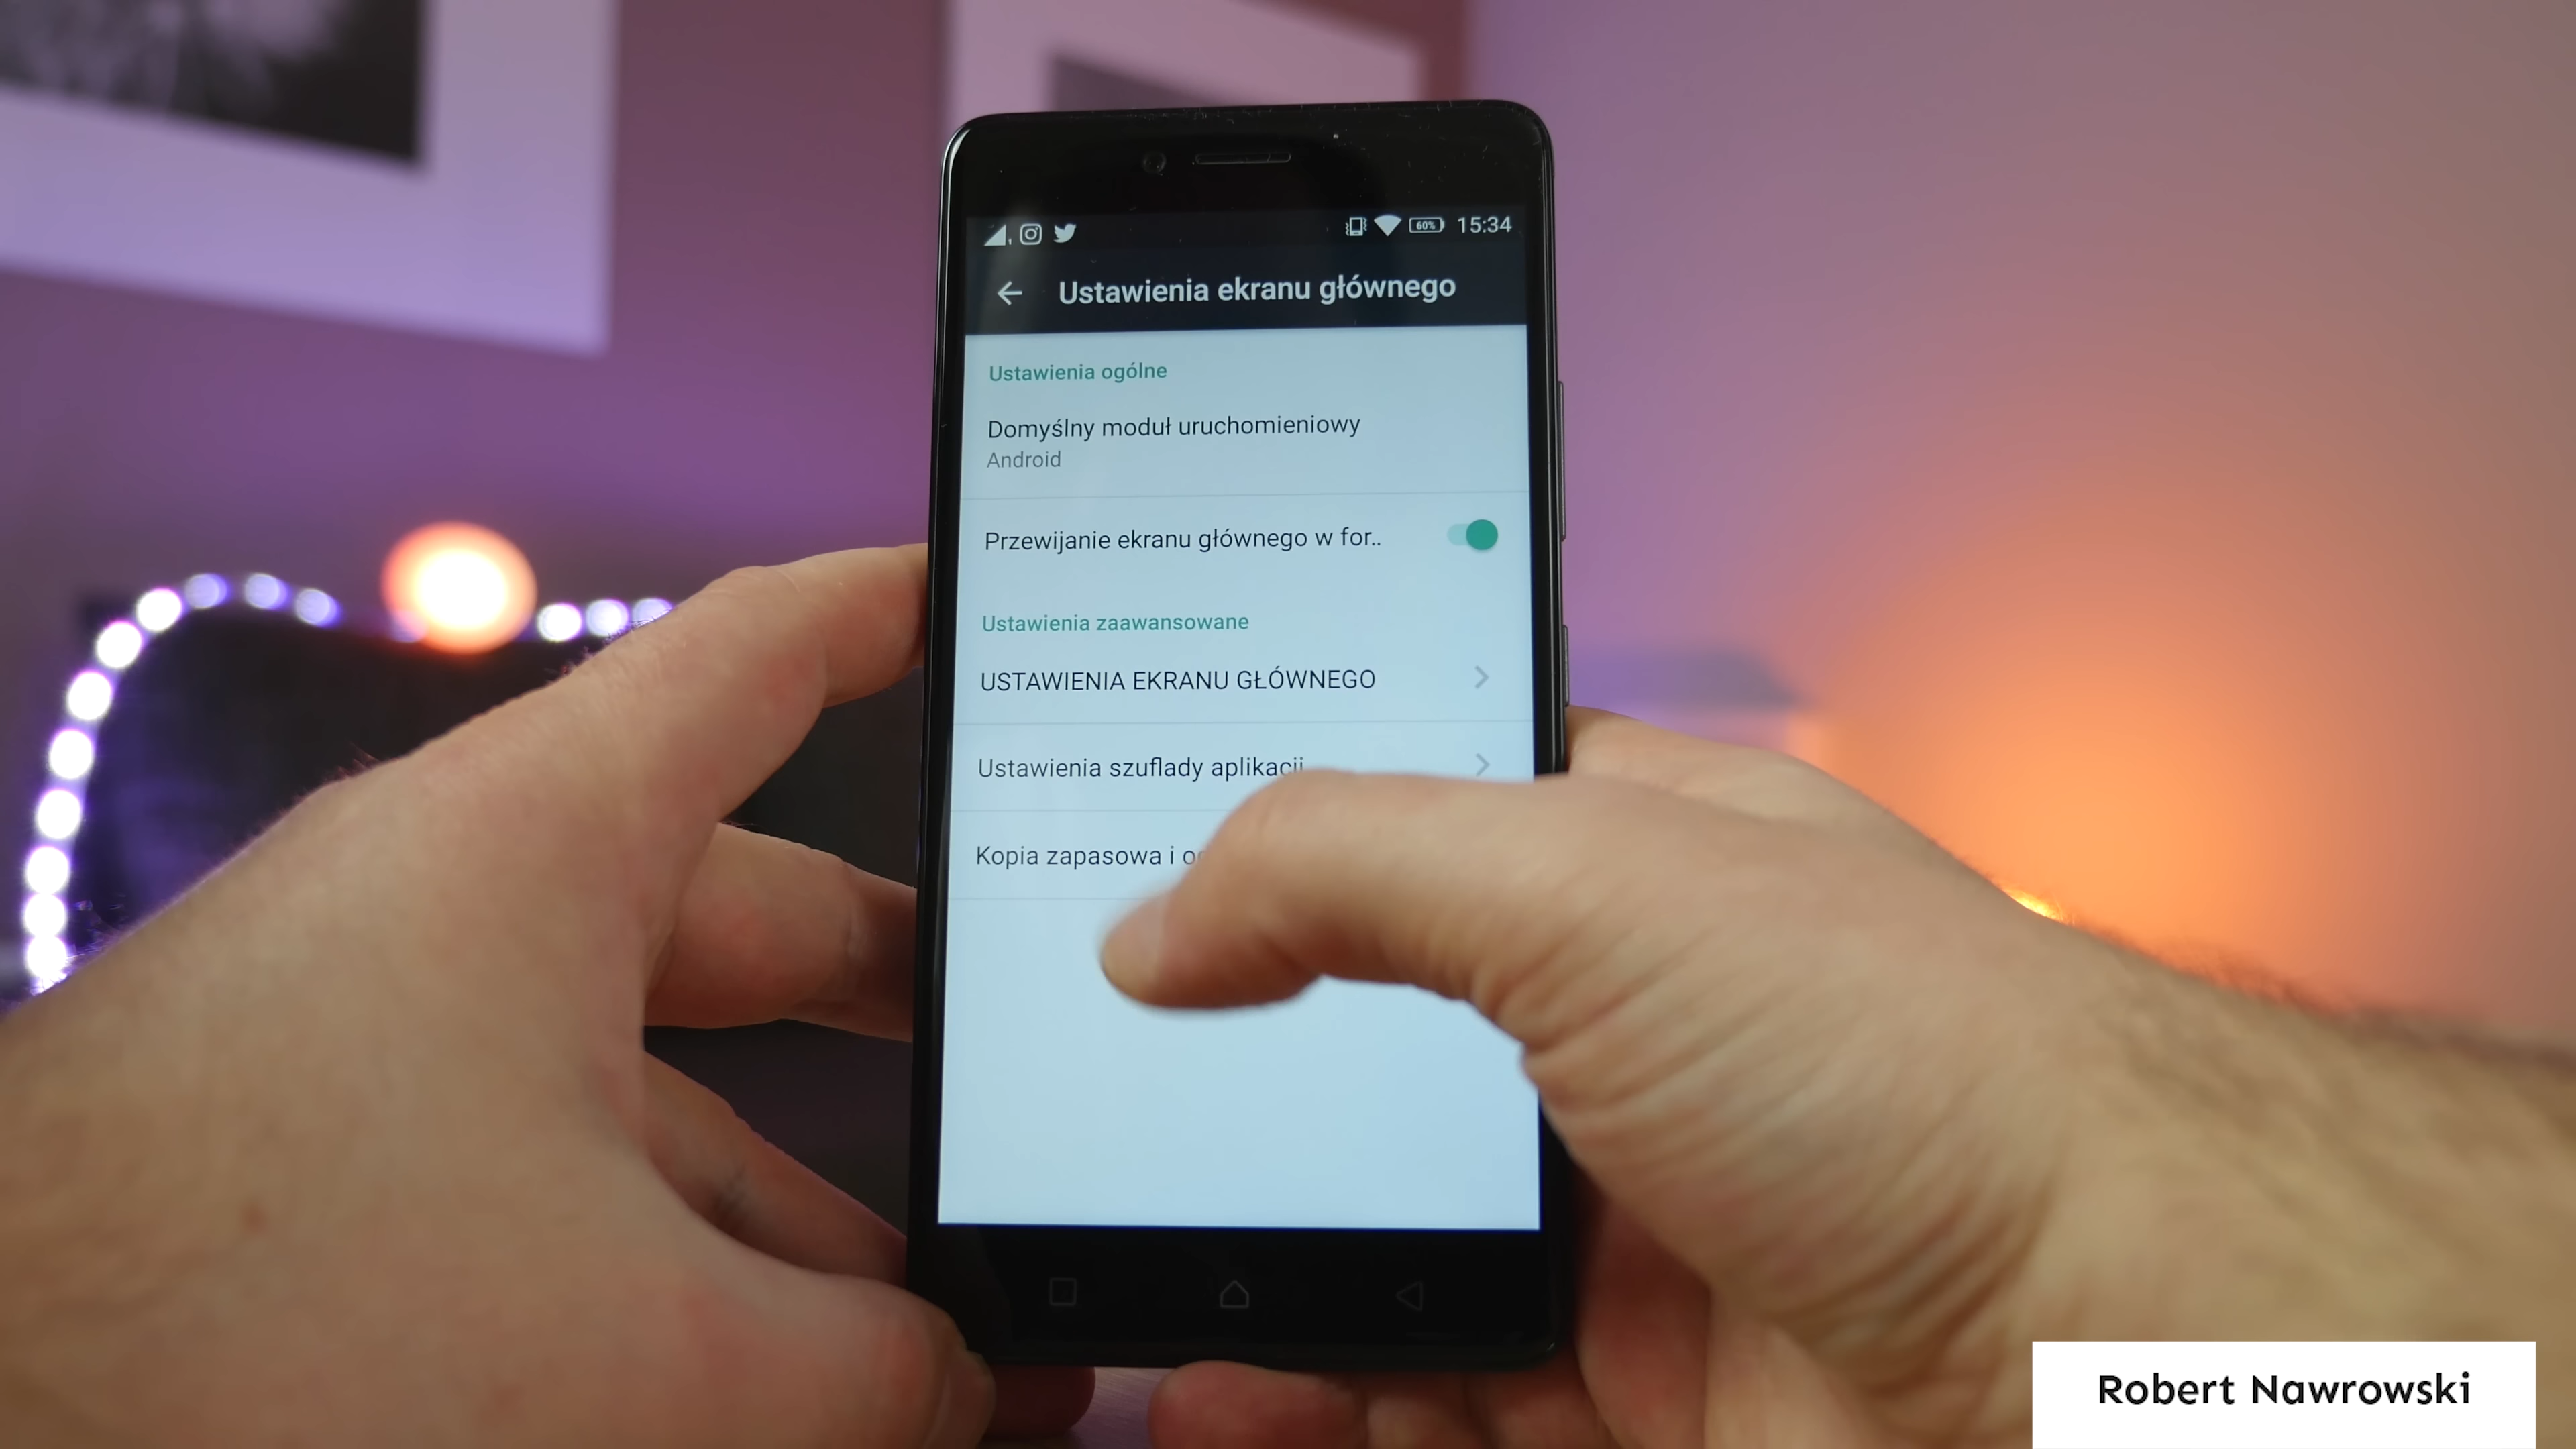 60% 15:34
Ustawienia ekranu głównego
Ustawienia ogólne
Domyślny moduł uruchomieniowy
Android
Przewijanie ekranu głównego w for..
Ustawienia zaawansowane
USTAWIENIA EKRANU GŁÓWNEGO
Ustawienia szuflady aplikacji
Kopia zapasowa i
Robert Nawrowski